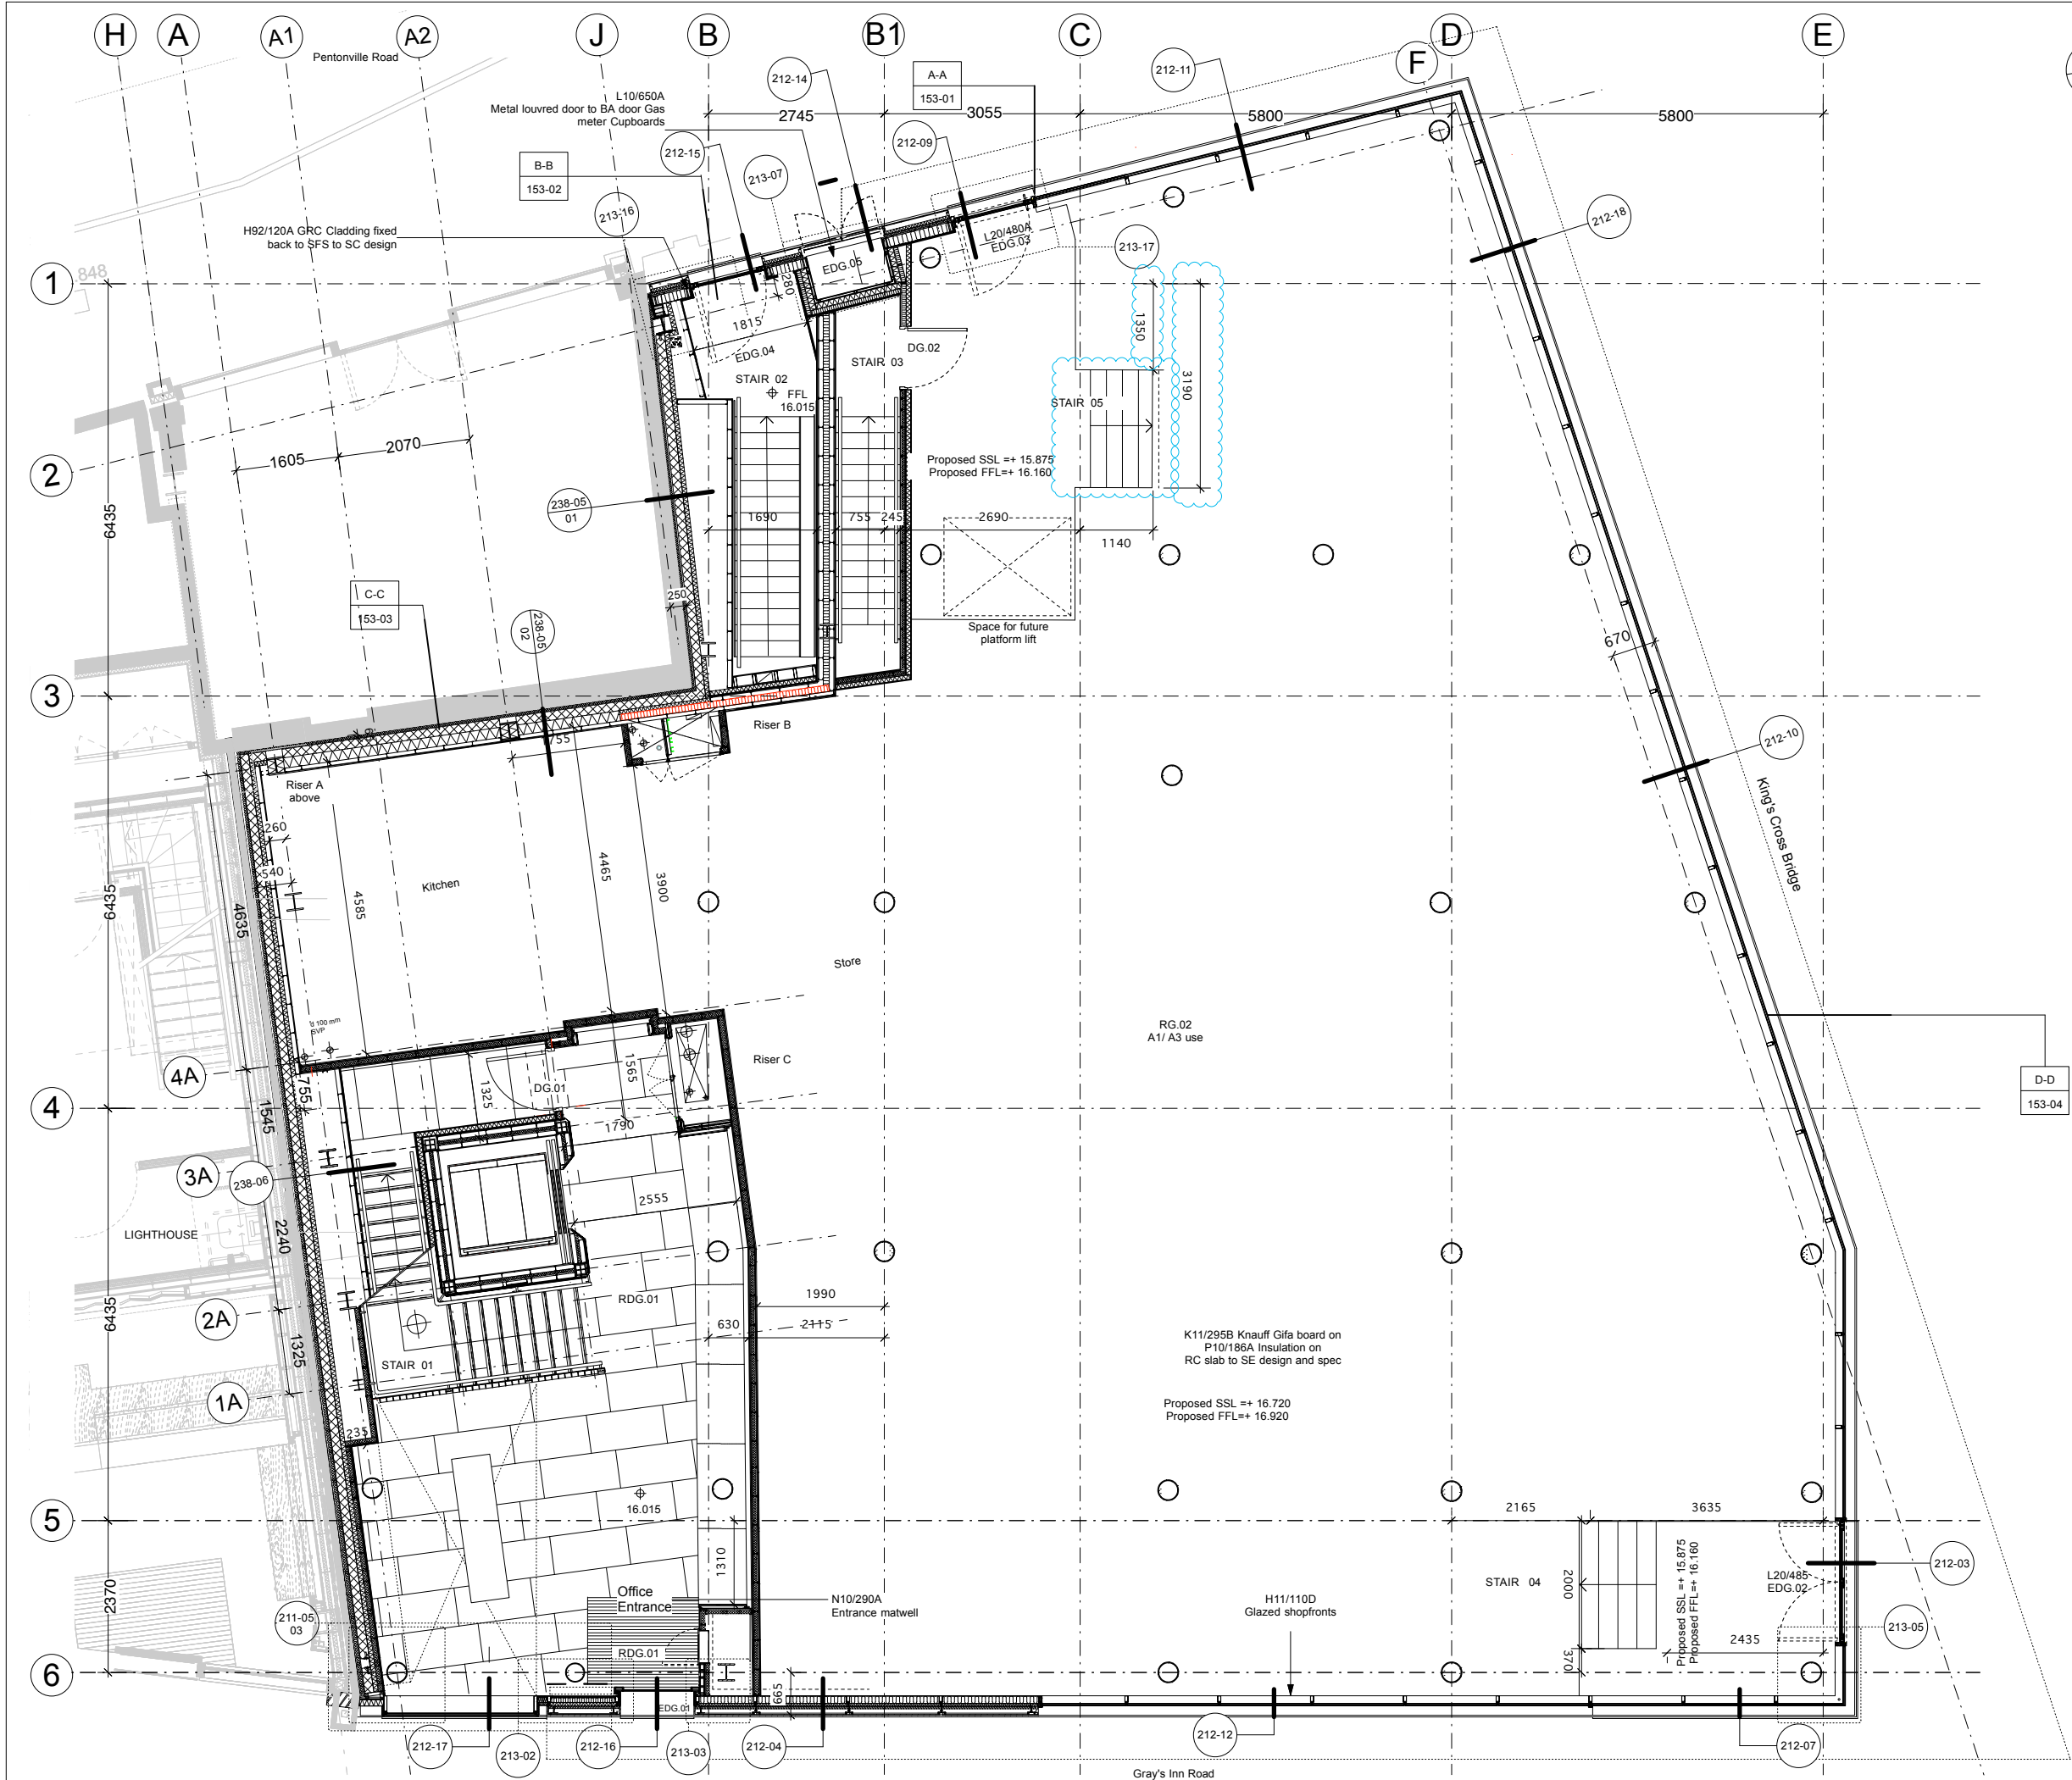 H
A
A1
A2
J
B
B1
C
F
D
E
Pentonville Road
L10/650A
Metal louvred door to BA door Gas
meter Cupboards
212-14
A-A
153-01
212-11
2745
3055
5800
5800
B-B
153-02
212-15
213-07
212-09
213-16
212-18
H92/120A GRC Cladding fixed
back to SFS to SC design
L20/480A
EDG.03
213-17
EDG.05
848
1
280
1815
EDG.04
1350
DG.02
STAIR 03
STAIR 02
FFL
16.015
3190
STAIR 05
2
1605
2070
Proposed SSL =+ 15.875
Proposed FFL=+ 16.160
238-05
01
6435
1690
755
245
2690
1140
C-C
153-03
250
238-05
02
Space for future
platform lift
670
3
Riser B
755
212-10
King's Cross Bridge
Riser A
above
260
540
4585
Kitchen
4465
3900
6435
4635
Store
RG.02
A1/ A3 use
ø 100 mm
SVP
Riser C
D-D
153-04
4A
755
1325
DG.01
1565
4
1545
1790
3A
238-06
2555
LIGHTHOUSE
2240
RDG.01
1990
6435
2A
630
2115
1325
STAIR 01
K11/295B Knauff Gifa board on
P10/186A Insulation on
RC slab to SE design and spec
1A
235
Proposed SSL =+ 16.720
Proposed FFL=+ 16.920
16.015
5
2165
3635
1310
2370
Office
Entrance
N10/290A
Entrance matwell
H11/110D
Glazed shopfronts
STAIR 04
2000
Proposed SSL =+ 15.875
Proposed FFL=+ 16.160
L20/485
EDG.02
212-03
211-05
03
213-05
2435
370
RDG.01
6
665
EDG.01
212-17
213-02
212-16
213-03
212-04
212-12
212-07
Gray's Inn Road